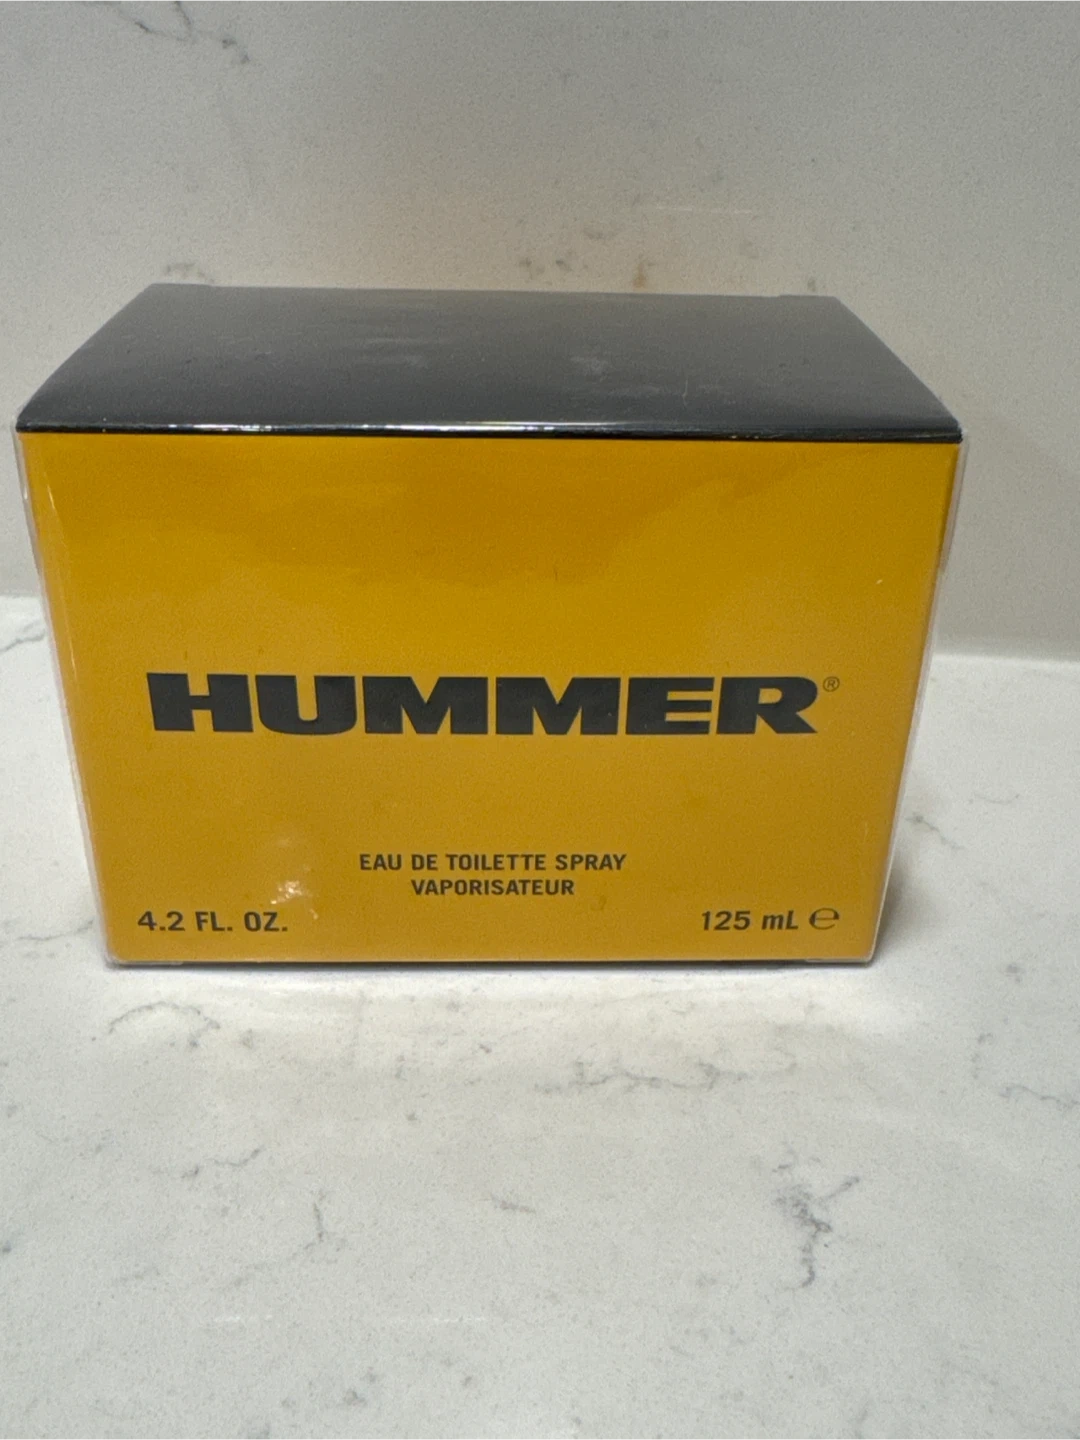 HUMMER®
EAU DE TOILETTE SPRAY
VAPORISATEUR
4.2 FL. OZ.
125 mL ℮